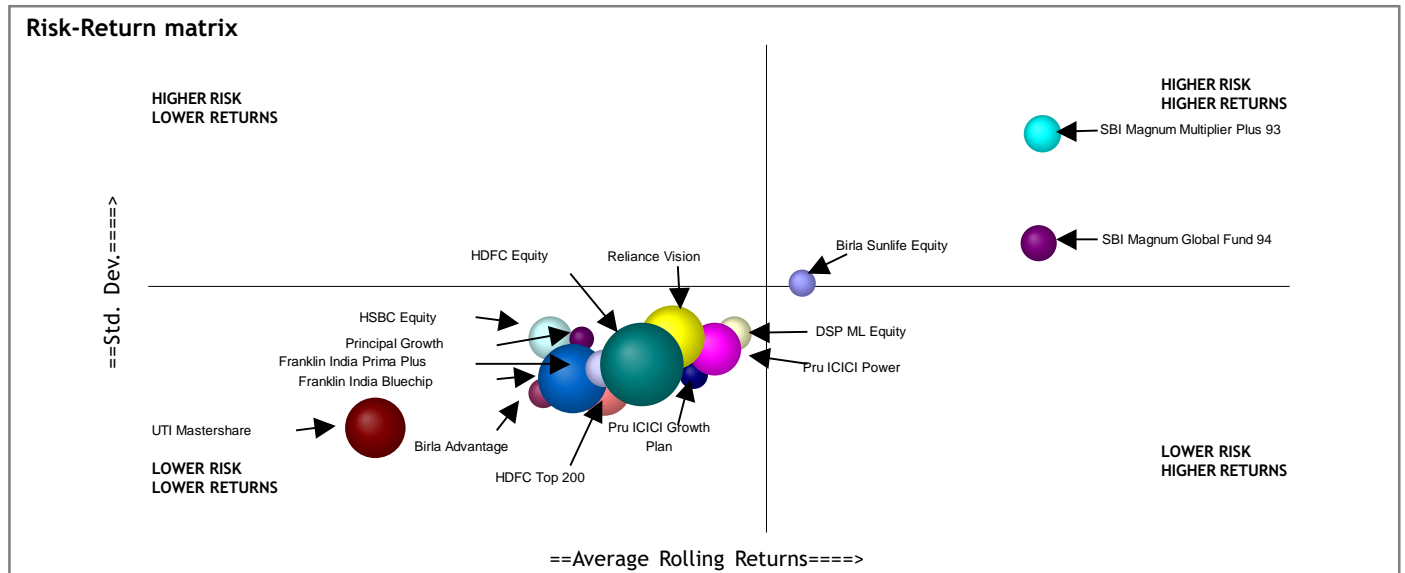 Risk-Return matrix
HIGHER RISK
LOWER RETURNS
HIGHER RISK
HIGHER RETURNS
SBI Magnum Multiplier Plus 93
SBI Magnum Global Fund 94
Birla Sunlife Equity
HDFC Equity
Reliance Vision
HSBC Equity
Principal Growth
Franklin India Prima Plus
Franklin India Bluechip
DSP ML Equity
Pru ICICI Power
UTI Mastershare
Birla Advantage
Pru ICICI Growth
Plan
HDFC Top 200
LOWER RISK
LOWER RETURNS
LOWER RISK
HIGHER RETURNS
==Std. Dev.====>
==Average Rolling Returns====>